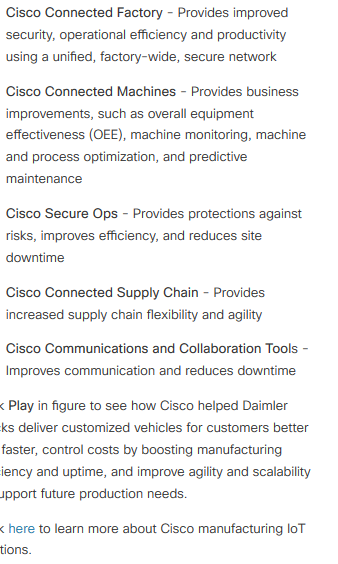 Cisco Connected Factory - Provides improved
security, operational efficiency and productivity
using a unified, factory-wide, secure network
Cisco Connected Machines - Provides business
improvements, such as overall equipment
effectiveness (OEE), machine monitoring, machine
and process optimization, and predictive
maintenance
Cisco Secure Ops - Provides protections against
risks, improves efficiency, and reduces site
downtime
Cisco Connected Supply Chain - Provides
increased supply chain flexibility and agility
Cisco Communications and Collaboration Tools -
Improves communication and reduces downtime
k Play in figure to see how Cisco helped Daimler
ks deliver customized vehicles for customers better
faster, control costs by boosting manufacturing
iency and uptime, and improve agility and scalability
upport future production needs.
k here to learn more about Cisco manufacturing IoT
tions.